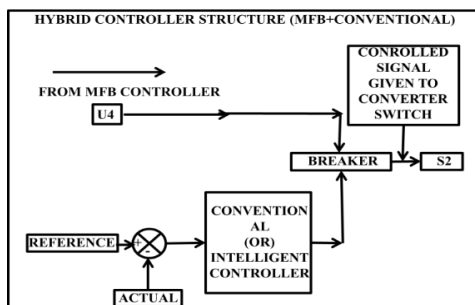 HYBRID CONTROLLER STRUCTURE (MFB+CONVENTIONAL)
CONROLLED
SIGNAL
GIVEN TO
CONVERTER
SWITCH
FROM MFB CONTROLLER
U4
BREAKER
S2
CONVENTION
AL
(OR)
INTELLIGENT
CONTROLLER
REFERENCE
+
-
ACTUAL